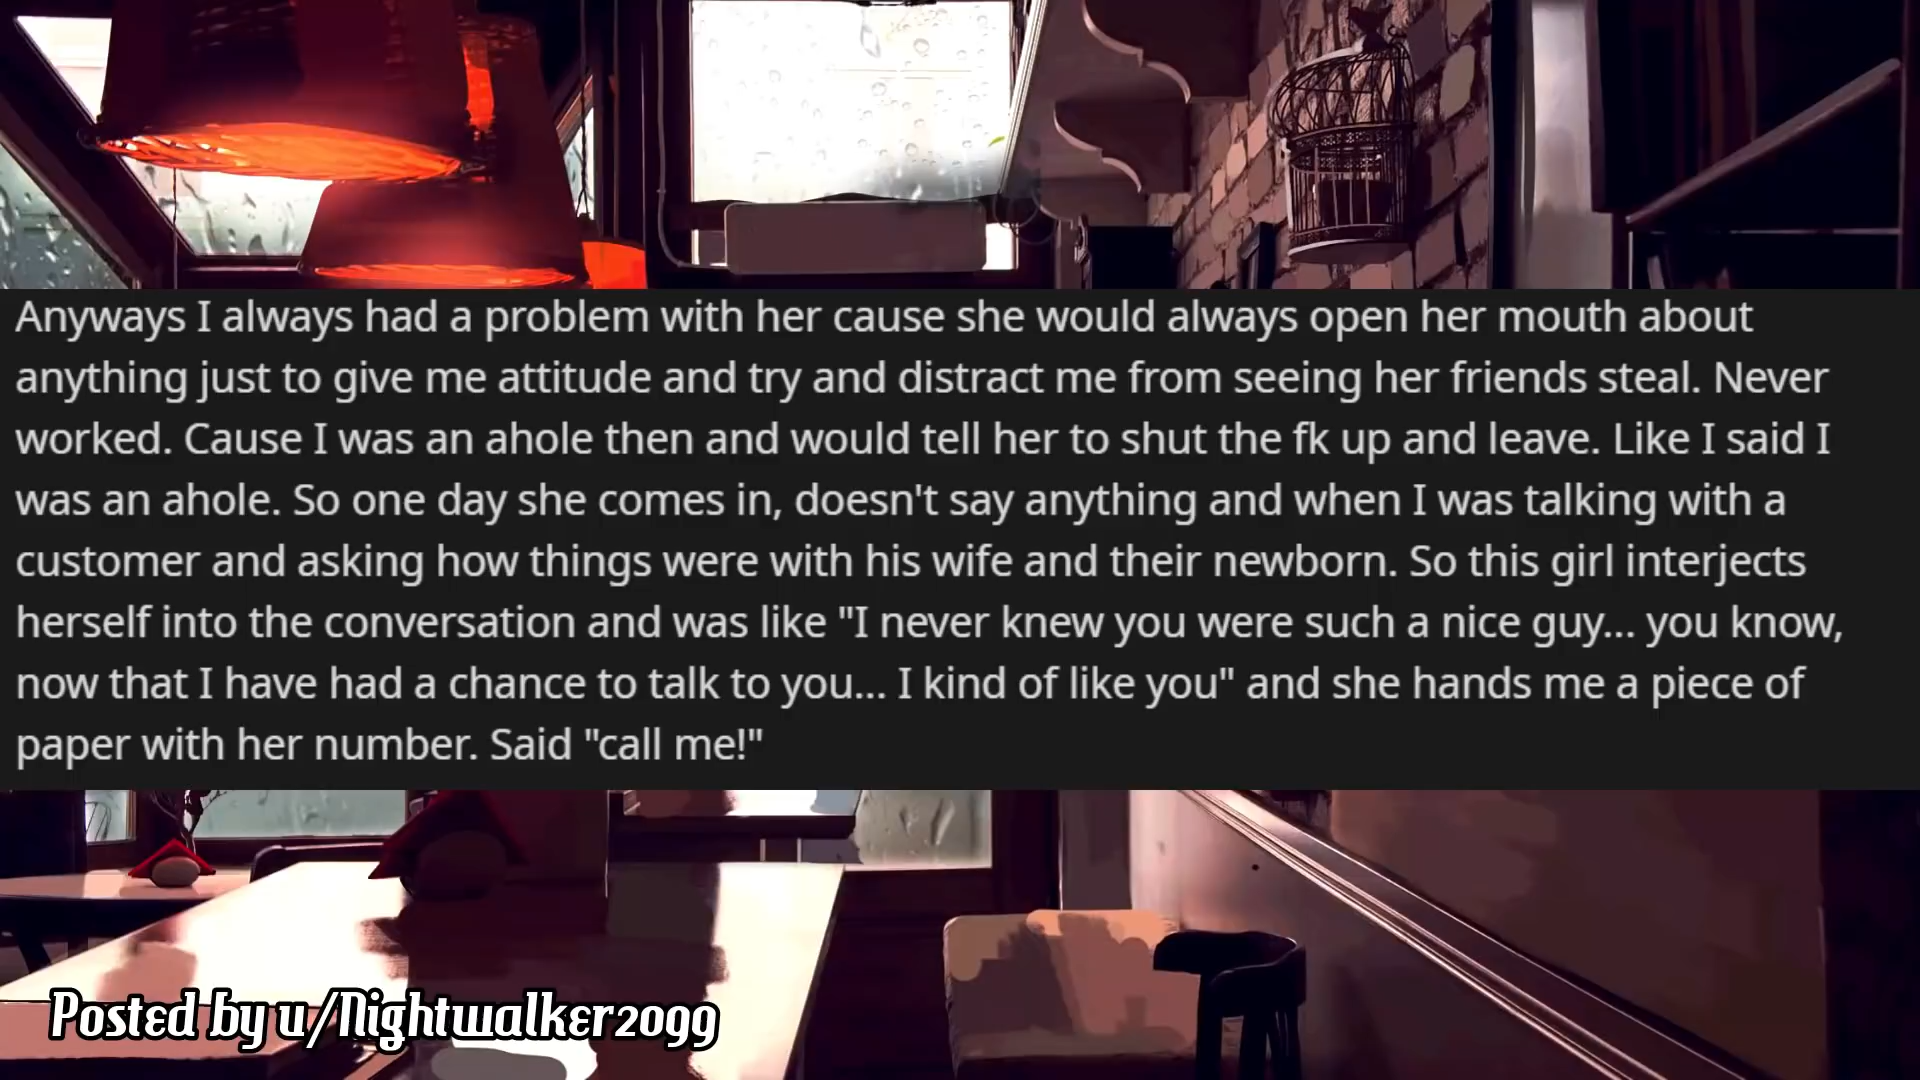 Anyways I always had a problem with her cause she would always open her mouth about
anything just to give me attitude and try and distract me from seeing her friends steal. Never
worked. Cause I was an ahole then and would tell her to shut the fk up and leave. Like I said I
was an ahole. So one day she comes in, doesn't say anything and when I was talking with a
customer and asking how things were with his wife and their newborn. So this girl interjects
herself into the conversation and was like "I never knew you were such a nice guy... you know,
now that I have had a chance to talk to you... I kind of like you" and she hands me a piece of
paper with her number. Said "call me!"
Posted by u/Nightwalker2099